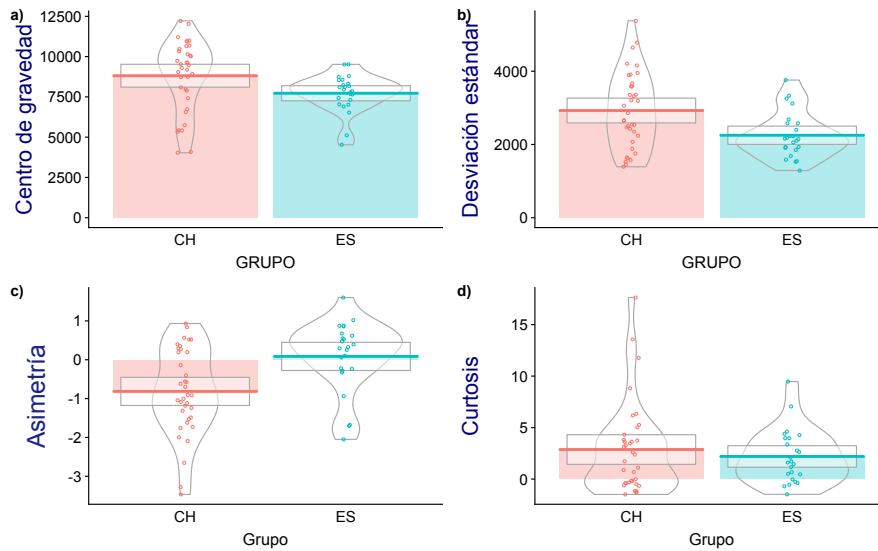 a)
Centro de gravedad
12500
10000
7500
5000
2500
0
CH
ES
GRUPO
b)
Desviación estándar
4000
2000
0
CH
ES
GRUPO
c)
Asimetría
1
0
-1
-2
-3
CH
ES
Grupo
d)
Curtosis
15
10
5
0
CH
ES
Grupo